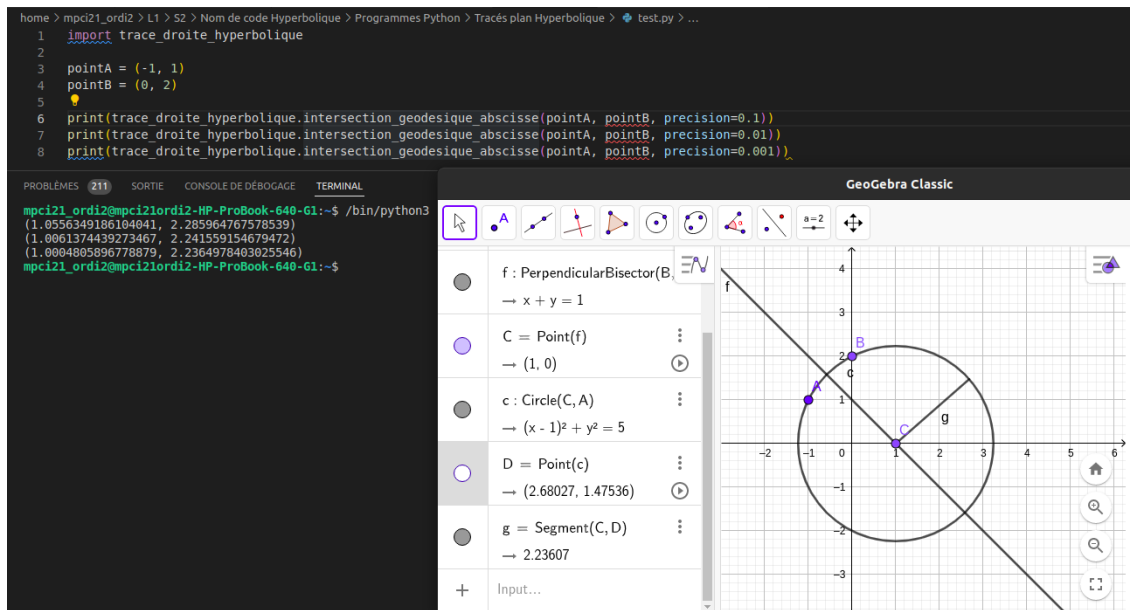 home > mpci21_ordi2 > L1 > S2 > Nom de code Hyperbolique > Programmes Python > Tracés plan Hyperbolique > test.py > ...
1 import trace_droite_hyperbolique
2
3 pointA = (-1, 1)
4 pointB = (0, 2)
5
6 print(trace_droite_hyperbolique.intersection_geodesique_abscisse(pointA, pointB, precision=0.1))
7 print(trace_droite_hyperbolique.intersection_geodesique_abscisse(pointA, pointB, precision=0.01))
8 print(trace_droite_hyperbolique.intersection_geodesique_abscisse(pointA, pointB, precision=0.001))
PROBLÈMES 211 SORTIE CONSOLE DE DÉBOGAGE TERMINAL
mpci21_ordi2@mpci21ordi2-HP-ProBook-640-G1:~$ /bin/python3
(1.0556349186104041, 2.285964767578539)
(1.0061374439273467, 2.241559154679472)
(1.0004805896778879, 2.2364978403025546)
mpci21_ordi2@mpci21ordi2-HP-ProBook-640-G1:~$
GeoGebra Classic
A
a=2
f : PerpendicularBisector(B,
→ x + y = 1
C = Point(f)
→ (1, 0)
c : Circle(C, A)
→ (x - 1)² + y² = 5
D = Point(c)
→ (2.68027, 1.47536)
g = Segment(C, D)
→ 2.23607
+ Input...
4
f
3
B
2
c
A
1
g
C
−2 −1 0 1 2 3 4 5 6
−1
−2
−3